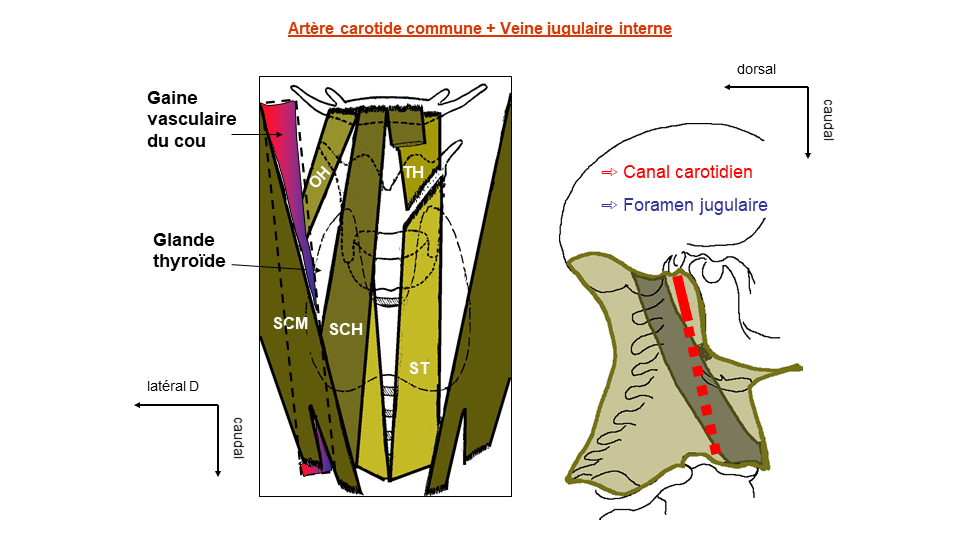 Artère carotide commune + Veine jugulaire interne
dorsal
caudal
Gaine
vasculaire
du cou
OH
TH
⇨ Canal carotidien
⇨ Foramen jugulaire
Glande
thyroïde
SCM
SCH
ST
latéral D
caudal